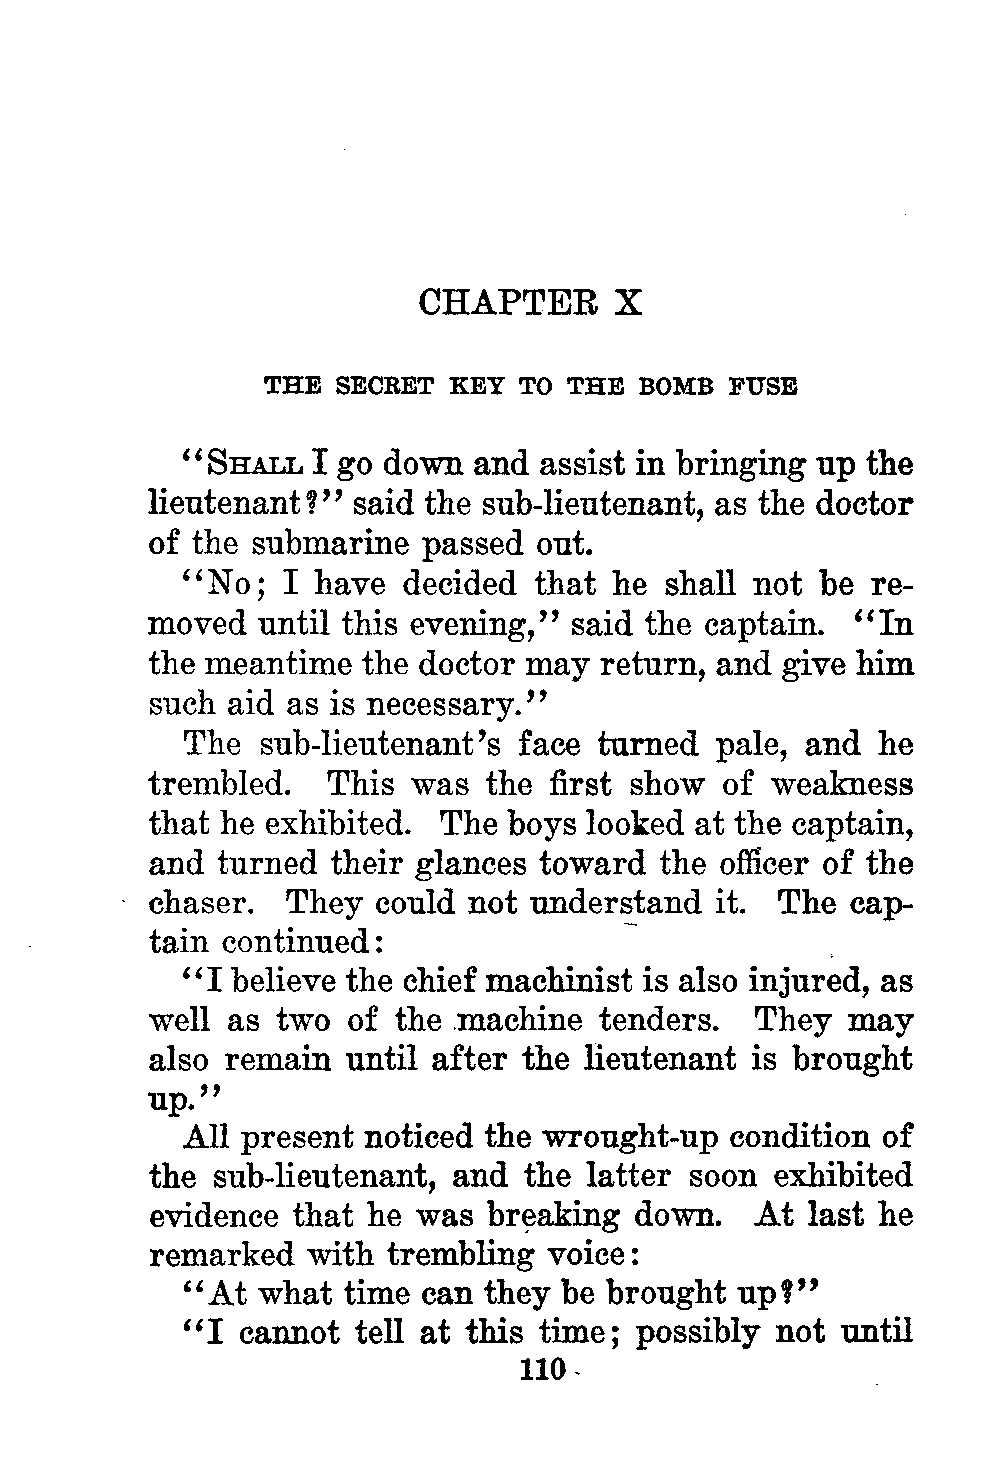 CHAPTER X
THE SECRET KEY TO THE BOMB FUSE
“SHALL I go down and assist in bringing up the
lieutenant?” said the sub-lieutenant, as the doctor
of the submarine passed out.
“No; I have decided that he shall not be re-
moved until this evening,” said the captain. “In
the meantime the doctor may return, and give him
such aid as is necessary.”
The sub-lieutenant’s face turned pale, and he
trembled. This was the first show of weakness
that he exhibited. The boys looked at the captain,
and turned their glances toward the officer of the
chaser. They could not understand it. The cap-
tain continued:
“I believe the chief machinist is also injured, as
well as two of the machine tenders. They may
also remain until after the lieutenant is brought
up.”
All present noticed the wrought-up condition of
the sub-lieutenant, and the latter soon exhibited
evidence that he was breaking down. At last he
remarked with trembling voice:
“At what time can they be brought up?”
“I cannot tell at this time; possibly not until
110